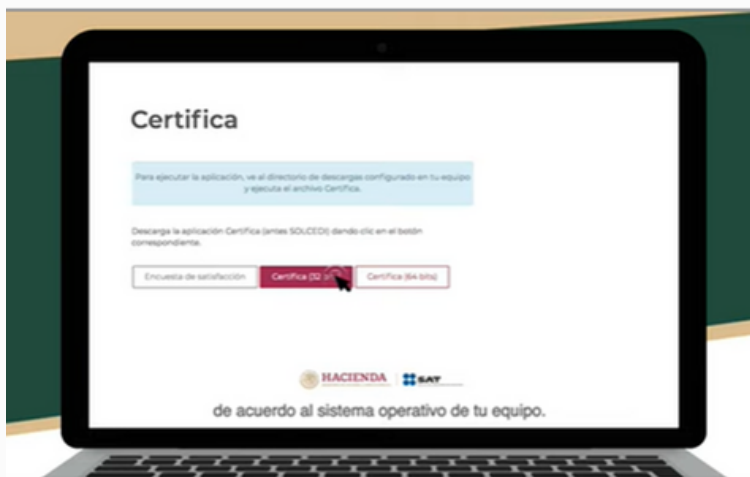 Certifica
Para ejecutar la aplicación, ve al directorio de descargas configurado en tu equipo
y ejecuta el archivo Certifica.
Descarga la aplicación Certifica (antes SOLCEDI) dando clic en el botón
correspondiente.
Encuesta de satisfacción
Certifica (32
Certifica (64 bits)
HACIENDA
SAT
de acuerdo al sistema operativo de tu equipo.